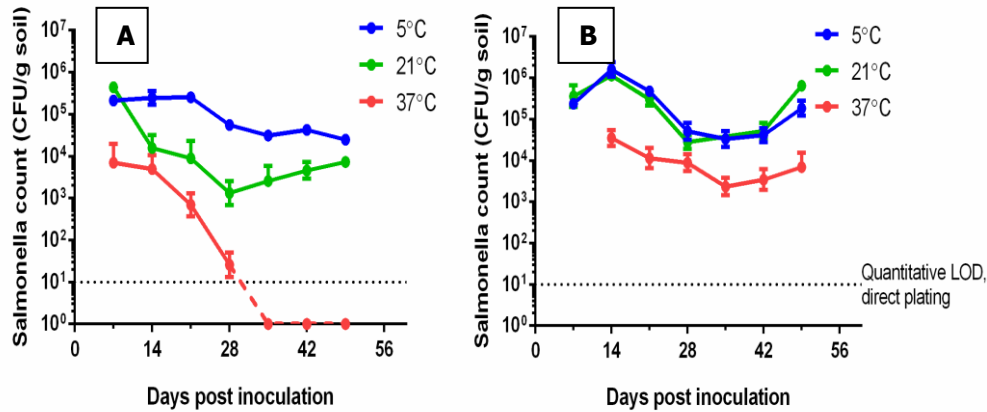 A
B
5°C
21°C
37°C
5°C
21°C
37°C
Salmonella count (CFU/g soil)
10⁷
10⁶
10⁵
10⁴
10³
10²
10¹
10⁰
0
14
28
42
56
Days post inoculation
Salmonella count (CFU/g soil)
10⁷
10⁶
10⁵
10⁴
10³
10²
10¹
10⁰
0
14
28
42
56
Days post inoculation
Quantitative LOD,
direct plating